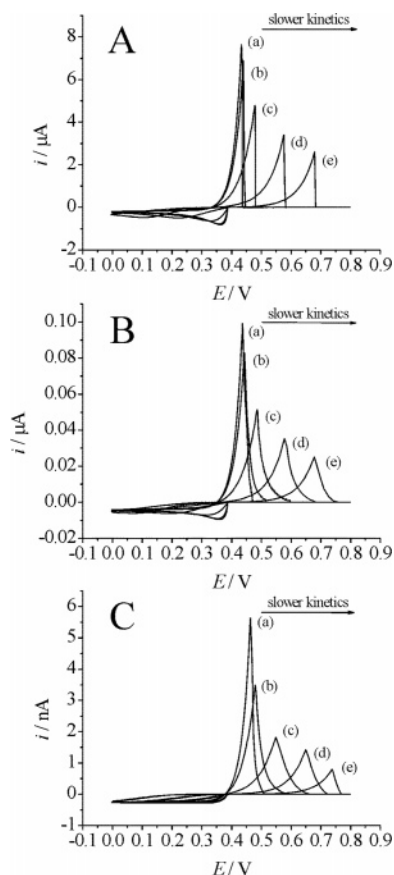 A
slower kinetics
(a)
(b)
(c)
(d)
(e)
8
6
4
2
0
-2
i / μA
-0.1 0.0 0.1 0.2 0.3 0.4 0.5 0.6 0.7 0.8 0.9
E / V
B
slower kinetics
(a)
(b)
(c)
(d)
(e)
0.10
0.08
0.06
0.04
0.02
0.00
-0.02
i / μA
-0.1 0.0 0.1 0.2 0.3 0.4 0.5 0.6 0.7 0.8 0.9
E / V
C
slower kinetics
(a)
(b)
(c)
(d)
(e)
6
5
4
3
2
1
0
-1
i / nA
-0.1 0.0 0.1 0.2 0.3 0.4 0.5 0.6 0.7 0.8 0.9
E / V